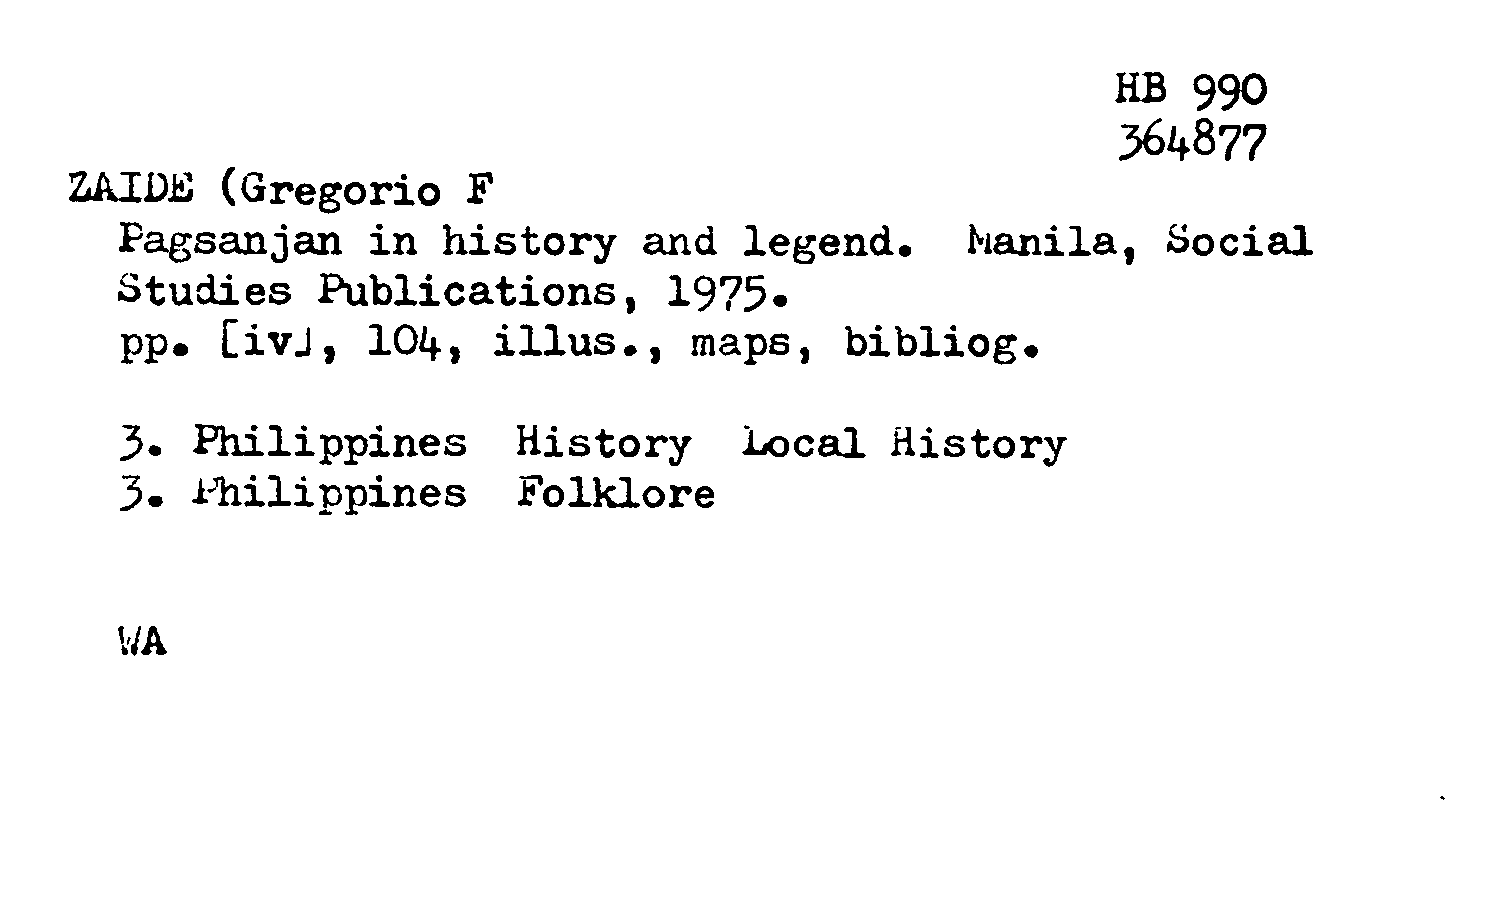 HB 990
364877
ZAIDE (Gregorio F
Pagsanjan in history and legend. Manila, Social
Studies Publications, 1975.
pp. [iv], 104, illus., maps, bibliog.
3. Philippines History Local History
3. Philippines Folklore
WA